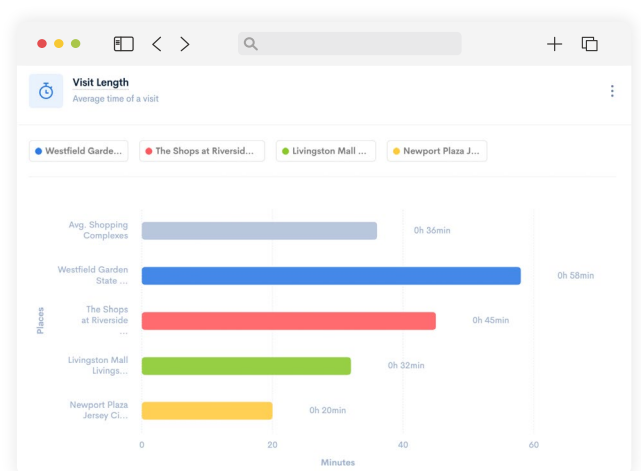 Visit Length
Average time of a visit
Westfield Garde...
The Shops at Riversid...
Livingston Mall ...
Newport Plaza J...
Places
Avg. Shopping
Complexes
0h 36min
Westfield Garden
State ...
0h 58min
The Shops
at Riverside
...
0h 45min
Livingston Mall
Livings...
0h 32min
Newport Plaza
Jersey Ci...
0h 20min
0
20
40
60
Minutes